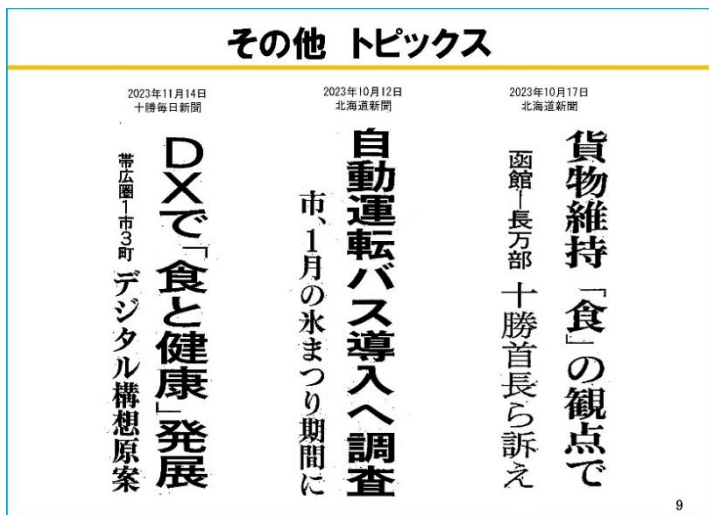 その他 トピックス
2023年10月17日
北海道新聞
貨物維持「食」の観点で
函館ー長万部 十勝首長ら訴え
2023年10月12日
北海道新聞
自動運転バス導入へ調査
市、1月の氷まつり期間に
2023年11月14日
十勝毎日新聞
DXで「食と健康」発展
帯広圏1市3町 デジタル構想原案
9